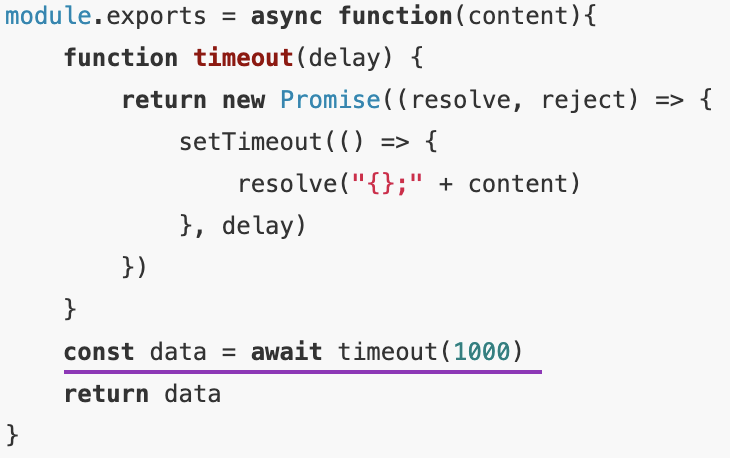 module.exports = async function(content){
    function timeout(delay) {
        return new Promise((resolve, reject) => {
            setTimeout(() => {
                resolve("{};" + content)
            }, delay)
        })
    }
    const data = await timeout(1000)
    return data
}